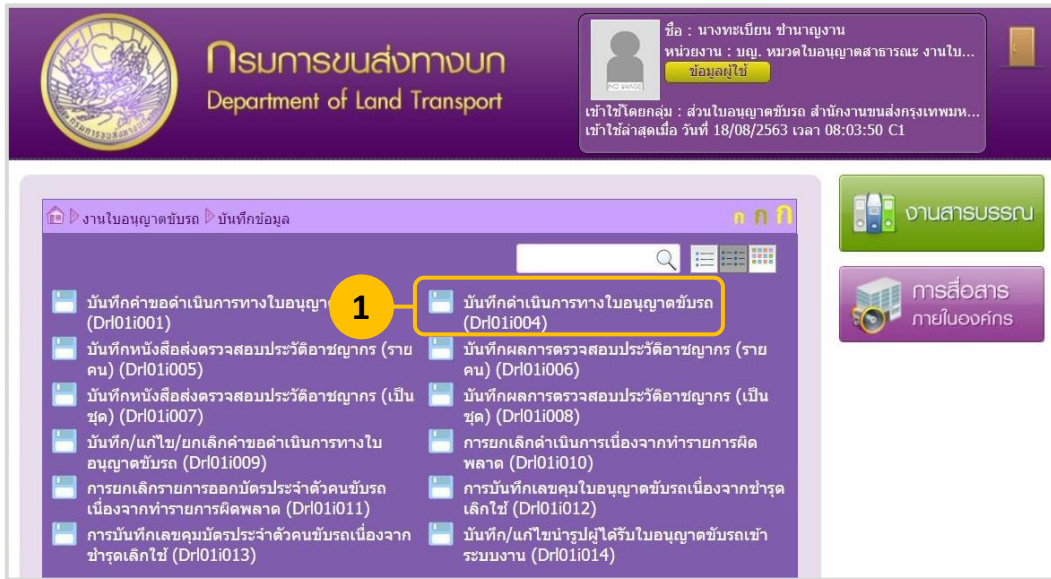 กรมการขนส่งทางบก
Department of Land Transport
ชื่อ : นางทะเบียน ชำนาญงาน
หน่วยงาน : บญ. หมวดใบอนุญาตสาธารณะ งานใบ...
ข้อมูลผู้ใช้
NO IMAGE
เข้าใช้โดยกลุ่ม : ส่วนใบอนุญาตขับรถ สำนักงานขนส่งกรุงเทพมห...
เข้าใช้ล่าสุดเมื่อ วันที่ 18/08/2563 เวลา 08:03:50 C1
งานใบอนุญาตขับรถ บันทึกข้อมูล
ก ก ก
งานสารบรรณ
การสื่อสาร
ภายในองค์กร
1
บันทึกคำขอดำเนินการทางใบอนุญา
(Drl01i001)
บันทึกดำเนินการทางใบอนุญาตขับรถ
(Drl01i004)
บันทึกหนังสือส่งตรวจสอบประวัติอาชญากร (ราย
คน) (Drl01i005)
บันทึกผลการตรวจสอบประวัติอาชญากร (ราย
คน) (Drl01i006)
บันทึกหนังสือส่งตรวจสอบประวัติอาชญากร (เป็น
ชุด) (Drl01i007)
บันทึกผลการตรวจสอบประวัติอาชญากร (เป็น
ชุด) (Drl01i008)
บันทึก/แก้ไข/ยกเลิกคำขอดำเนินการทางใบ
อนุญาตขับรถ (Drl01i009)
การยกเลิกดำเนินการเนื่องจากทำรายการผิด
พลาด (Drl01i010)
การยกเลิกรายการออกบัตรประจำตัวคนขับรถ
เนื่องจากทำรายการผิดพลาด (Drl01i011)
การบันทึกเลขคุมใบอนุญาตขับรถเนื่องจากชำรุด
เลิกใช้ (Drl01i012)
การบันทึกเลขคุมบัตรประจำตัวคนขับรถเนื่องจาก
ชำรุดเลิกใช้ (Drl01i013)
บันทึก/แก้ไขนำรูปผู้ได้รับใบอนุญาตขับรถเข้า
ระบบงาน (Drl01i014)